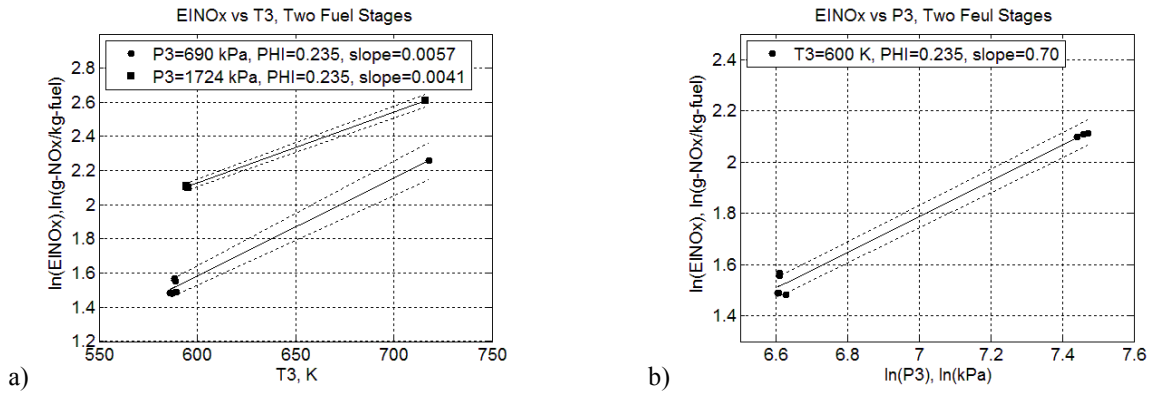 EINOx vs T3, Two Fuel Stages
P3=690 kPa, PHI=0.235, slope=0.0057
P3=1724 kPa, PHI=0.235, slope=0.0041
ln(EINOx),ln(g-NOx/kg-fuel)
2.8
2.6
2.4
2.2
2
1.8
1.6
1.4
1.2
550
600
650
700
750
T3, K
a)
EINOx vs P3, Two Feul Stages
T3=600 K, PHI=0.235, slope=0.70
ln(EINOx), ln(g-NOx/kg-fuel)
2.4
2.2
2
1.8
1.6
1.4
6.6
6.8
7
7.2
7.4
7.6
ln(P3), ln(kPa)
b)